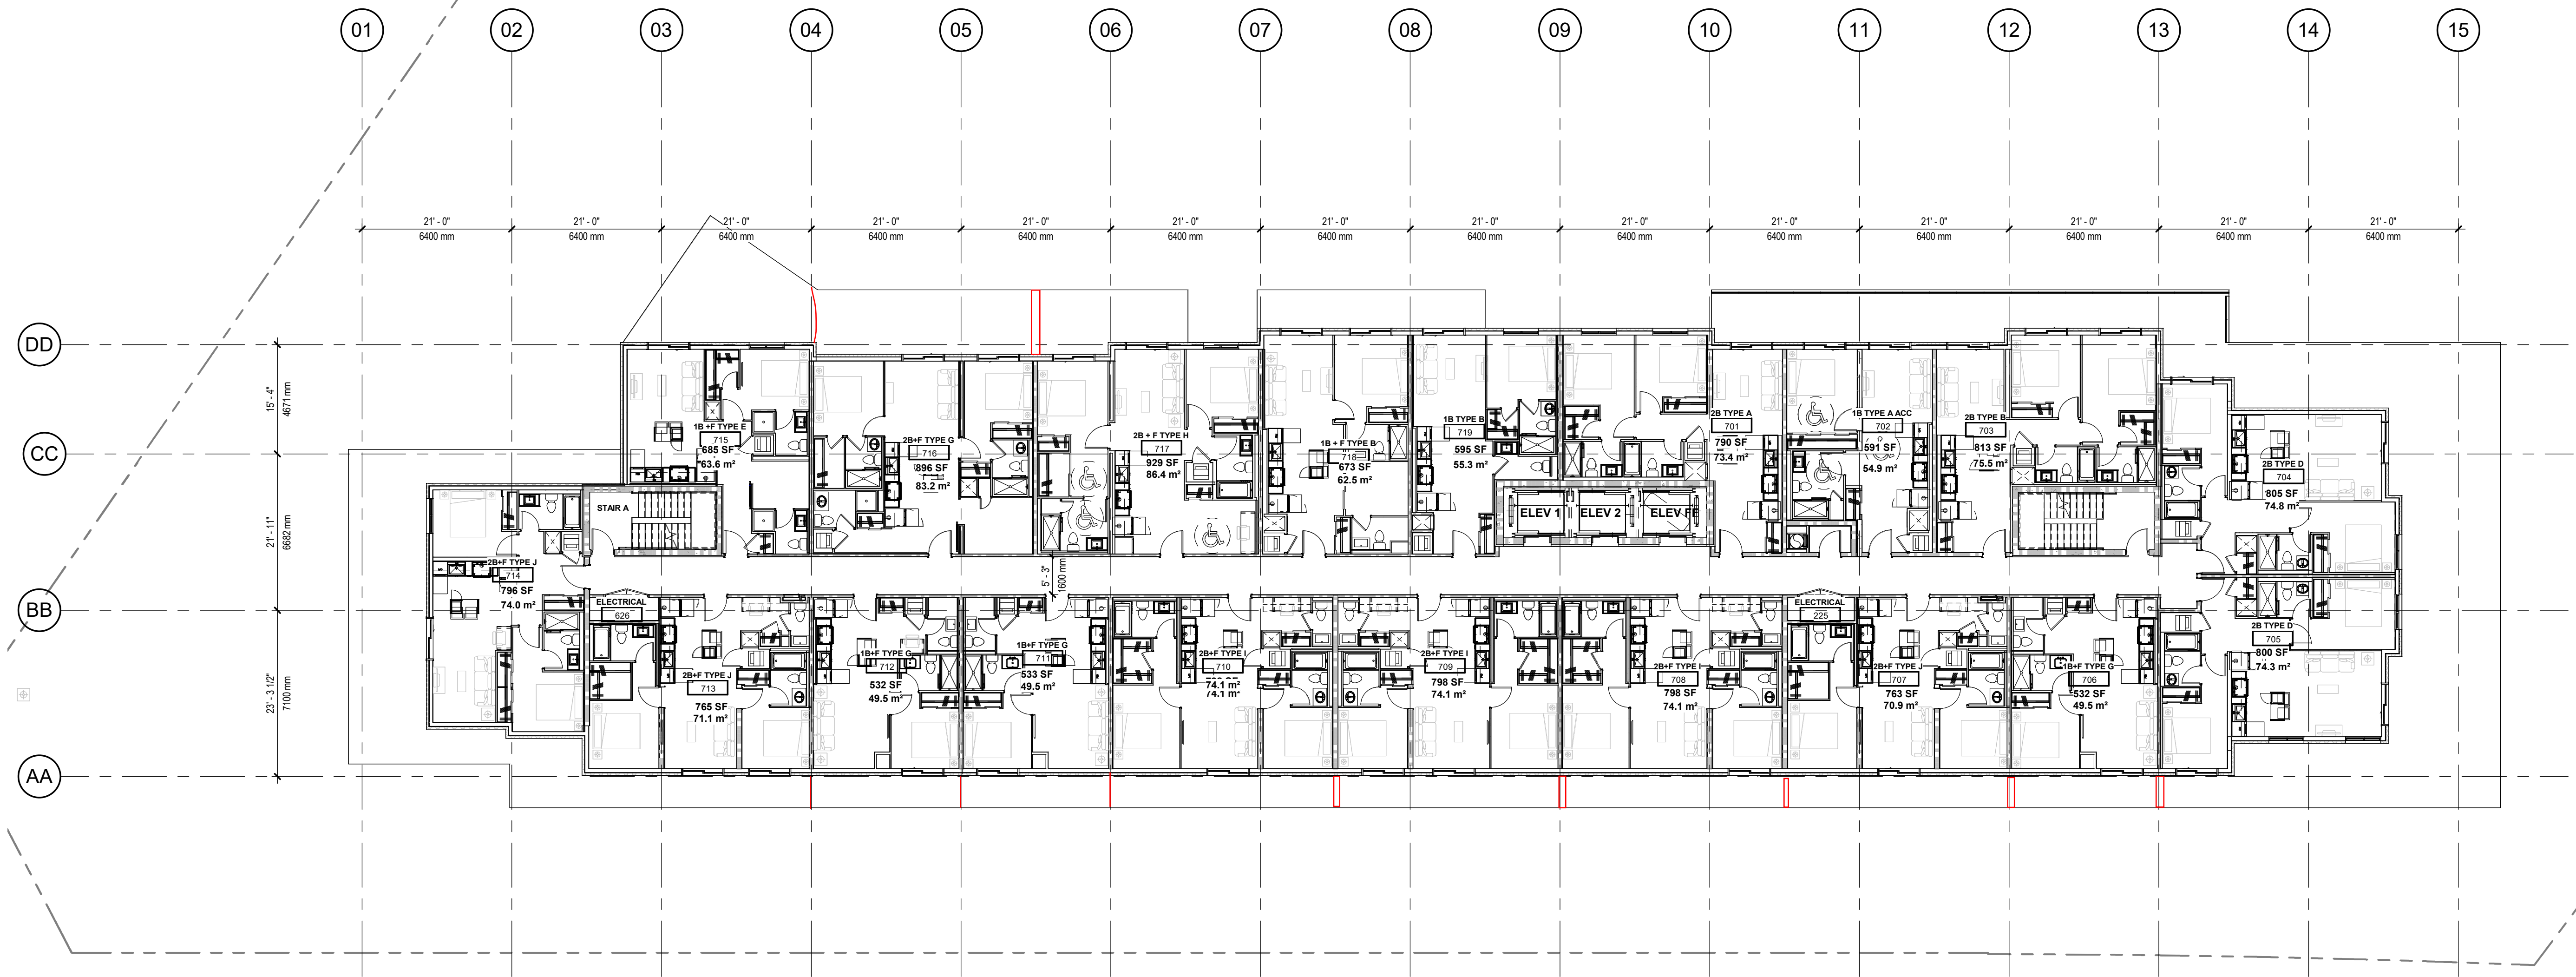 01 02 03 04 05 06 07 08 09 10 11 12 13 14 15
21' - 0" 21' - 0" 21' - 0" 21' - 0" 21' - 0" 21' - 0" 21' - 0" 21' - 0" 21' - 0" 21' - 0" 21' - 0" 21' - 0" 21' - 0" 21' - 0"
6400 mm 6400 mm 6400 mm 6400 mm 6400 mm 6400 mm 6400 mm 6400 mm 6400 mm 6400 mm 6400 mm 6400 mm 6400 mm 6400 mm
DD
CC
BB
AA
15' - 4"
4671 mm
21' - 11"
6682 mm
23' - 3 1/2"
7100 mm
5' - 3"
1600 mm
1B +F TYPE E
715
685 SF
63.6 m²
2B+F TYPE G
716
896 SF
83.2 m²
2B + F TYPE H
717
929 SF
86.4 m²
1B + F TYPE B
718
673 SF
62.5 m²
1B TYPE B
719
595 SF
55.3 m²
2B TYPE A
701
790 SF
73.4 m²
1B TYPE A ACC
702
591 SF
54.9 m²
2B TYPE B
703
813 SF
75.5 m²
2B TYPE D
704
805 SF
74.8 m²
STAIR A
ELEV 1
ELEV 2
ELEV FF
2B+F TYPE J
714
796 SF
74.0 m²
ELECTRICAL
626
2B+F TYPE J
713
765 SF
71.1 m²
1B+F TYPE G
712
532 SF
49.5 m²
1B+F TYPE G
711
533 SF
49.5 m²
2B+F TYPE I
710
74.1 m²
74.1 m²
2B+F TYPE I
709
798 SF
74.1 m²
2B+F TYPE I
708
798 SF
74.1 m²
ELECTRICAL
225
2B+F TYPE J
707
763 SF
70.9 m²
1B+F TYPE G
706
532 SF
49.5 m²
2B TYPE D
705
800 SF
74.3 m²